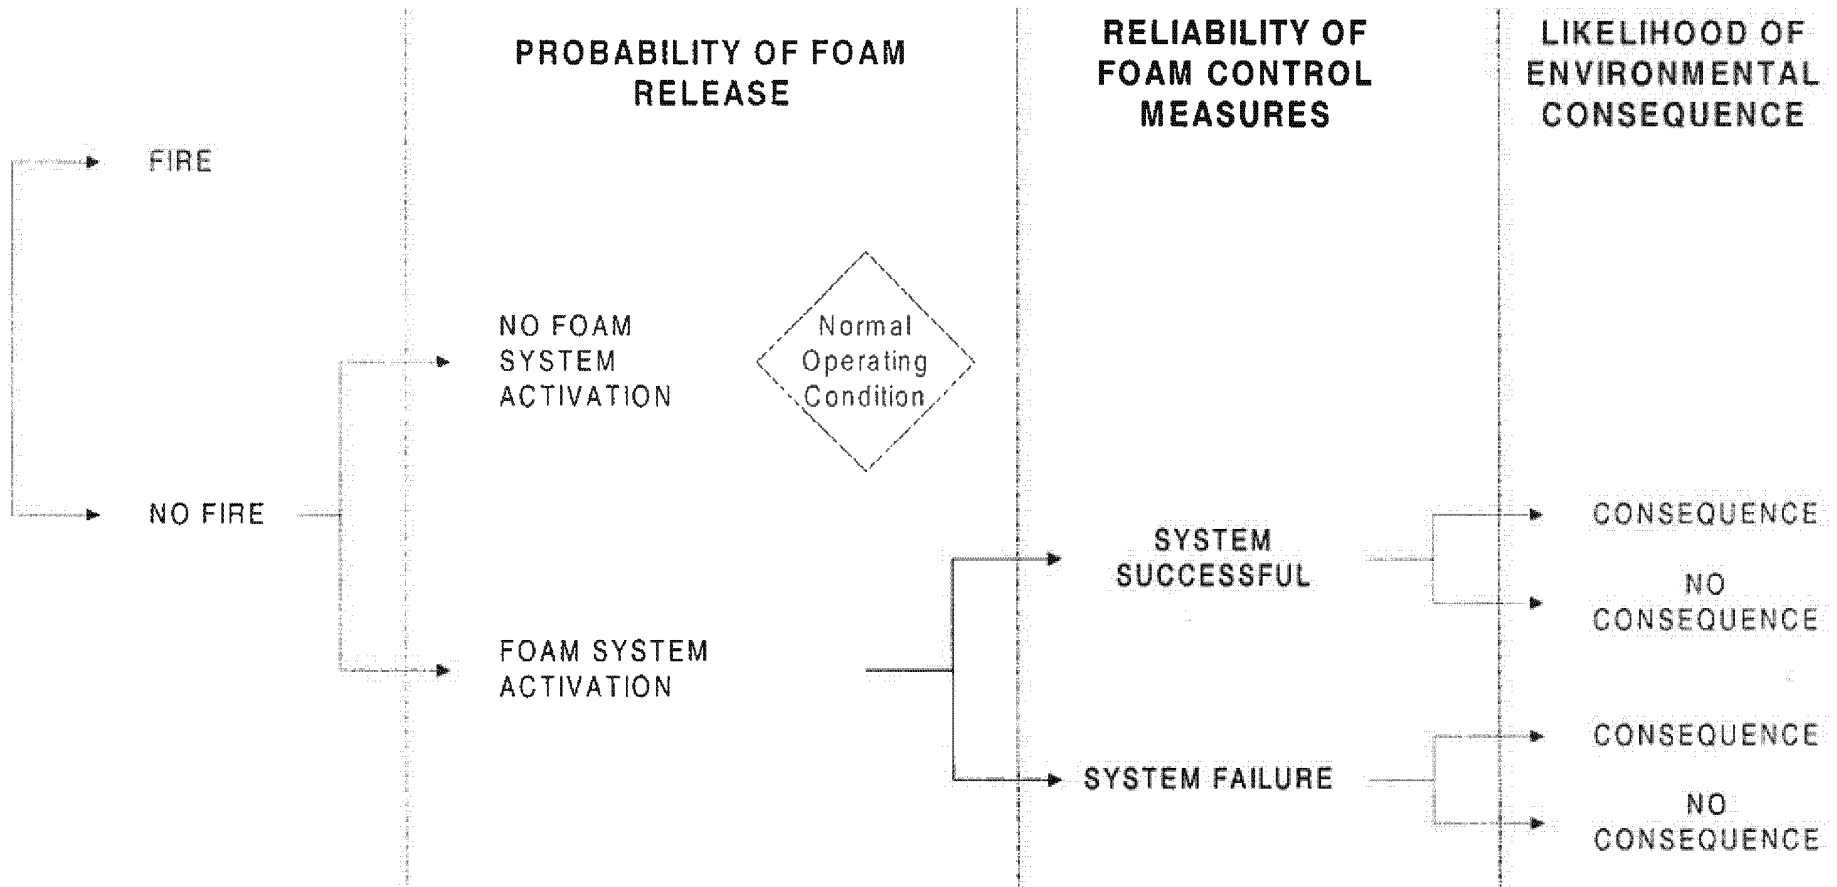 PROBABILITY OF FOAM
RELEASE
RELIABILITY OF
FOAM CONTROL
MEASURES
LIKELIHOOD OF
ENVIRONMENTAL
CONSEQUENCE
FIRE
NO FOAM
SYSTEM
ACTIVATION
Normal
Operating
Condition
NO FIRE
SYSTEM
SUCCESSFUL
CONSEQUENCE
NO
CONSEQUENCE
FOAM SYSTEM
ACTIVATION
SYSTEM FAILURE
CONSEQUENCE
NO
CONSEQUENCE